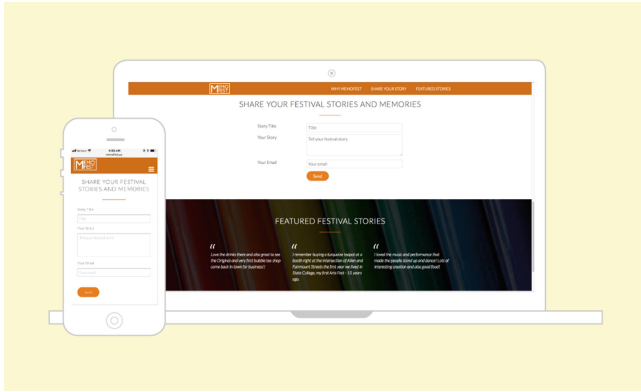 MEMO
FEST
WHY MEMOFEST SHARE YOUR STORY FEATURED STORIES
SHARE YOUR FESTIVAL STORIES AND MEMORIES
Story Title
Title
Your Story
Tell your festival story
Your Email
Your email
Send
FEATURED FESTIVAL STORIES
“ “ “
Love the drinks there and also great to see
the Original and very first bubble tea shop
come back in town for business!!
I remember buying a turquoise teapot at a
booth right at the intersection of Allen and
Fairmount Streets the first year we lived in
State College, my first Arts Fest - 15 years
ago.
I loved the music and performance that
made the people stand up and dance! Lots of
interesting creation and also good food!
MEMO
FEST
SHARE YOUR FESTIVAL
STORIES AND MEMORIES
Story Title
Title
Your Story
Your Email
Send